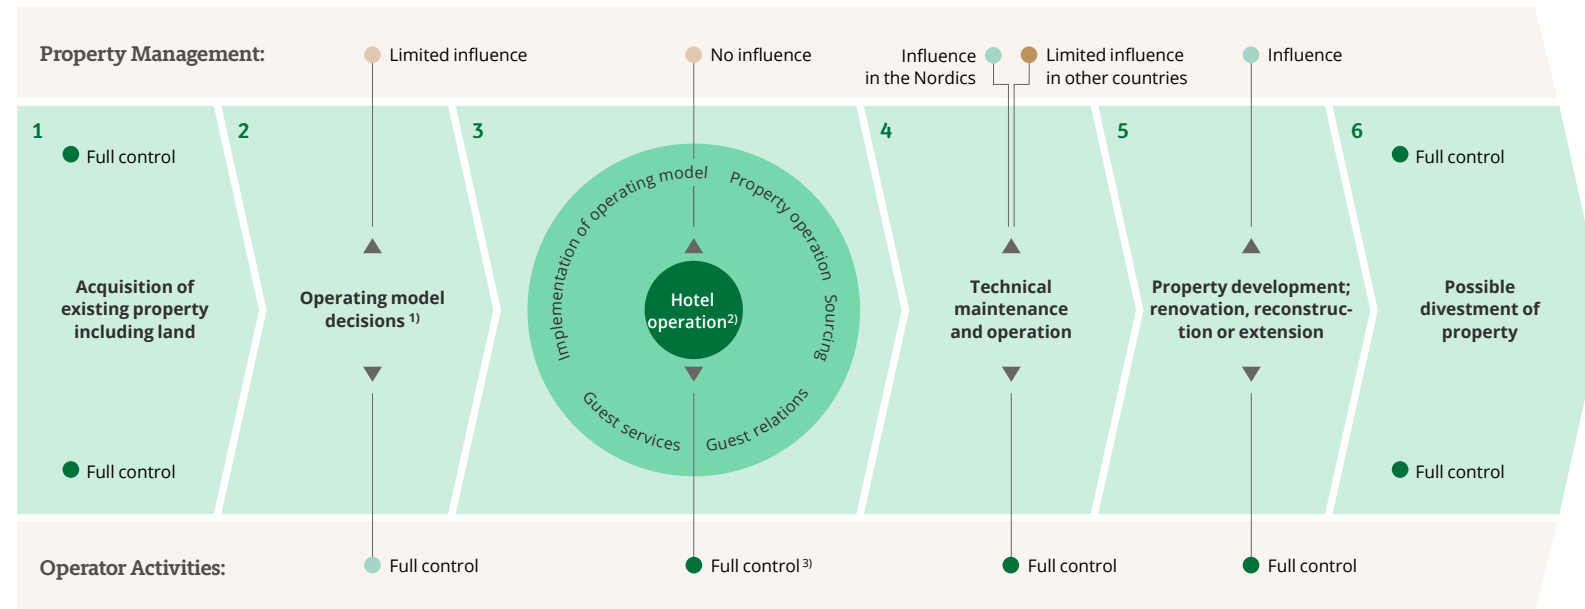 Property Management:
Limited influence
No influence
Influence
in the Nordics
Limited influence
in other countries
Influence
1
Full control
Acquisition of
existing property
including land
Full control
2
Operating model
decisions 1)
3
Implementation of operating model
Property operation
Sourcing
Guest relations
Guest services
Hotel
operation2)
4
Technical
maintenance
and operation
5
Property development;
renovation, reconstruc-
tion or extension
6
Full control
Possible
divestment of
property
Full control
Operator Activities:
Full control
Full control 3)
Full control
Full control